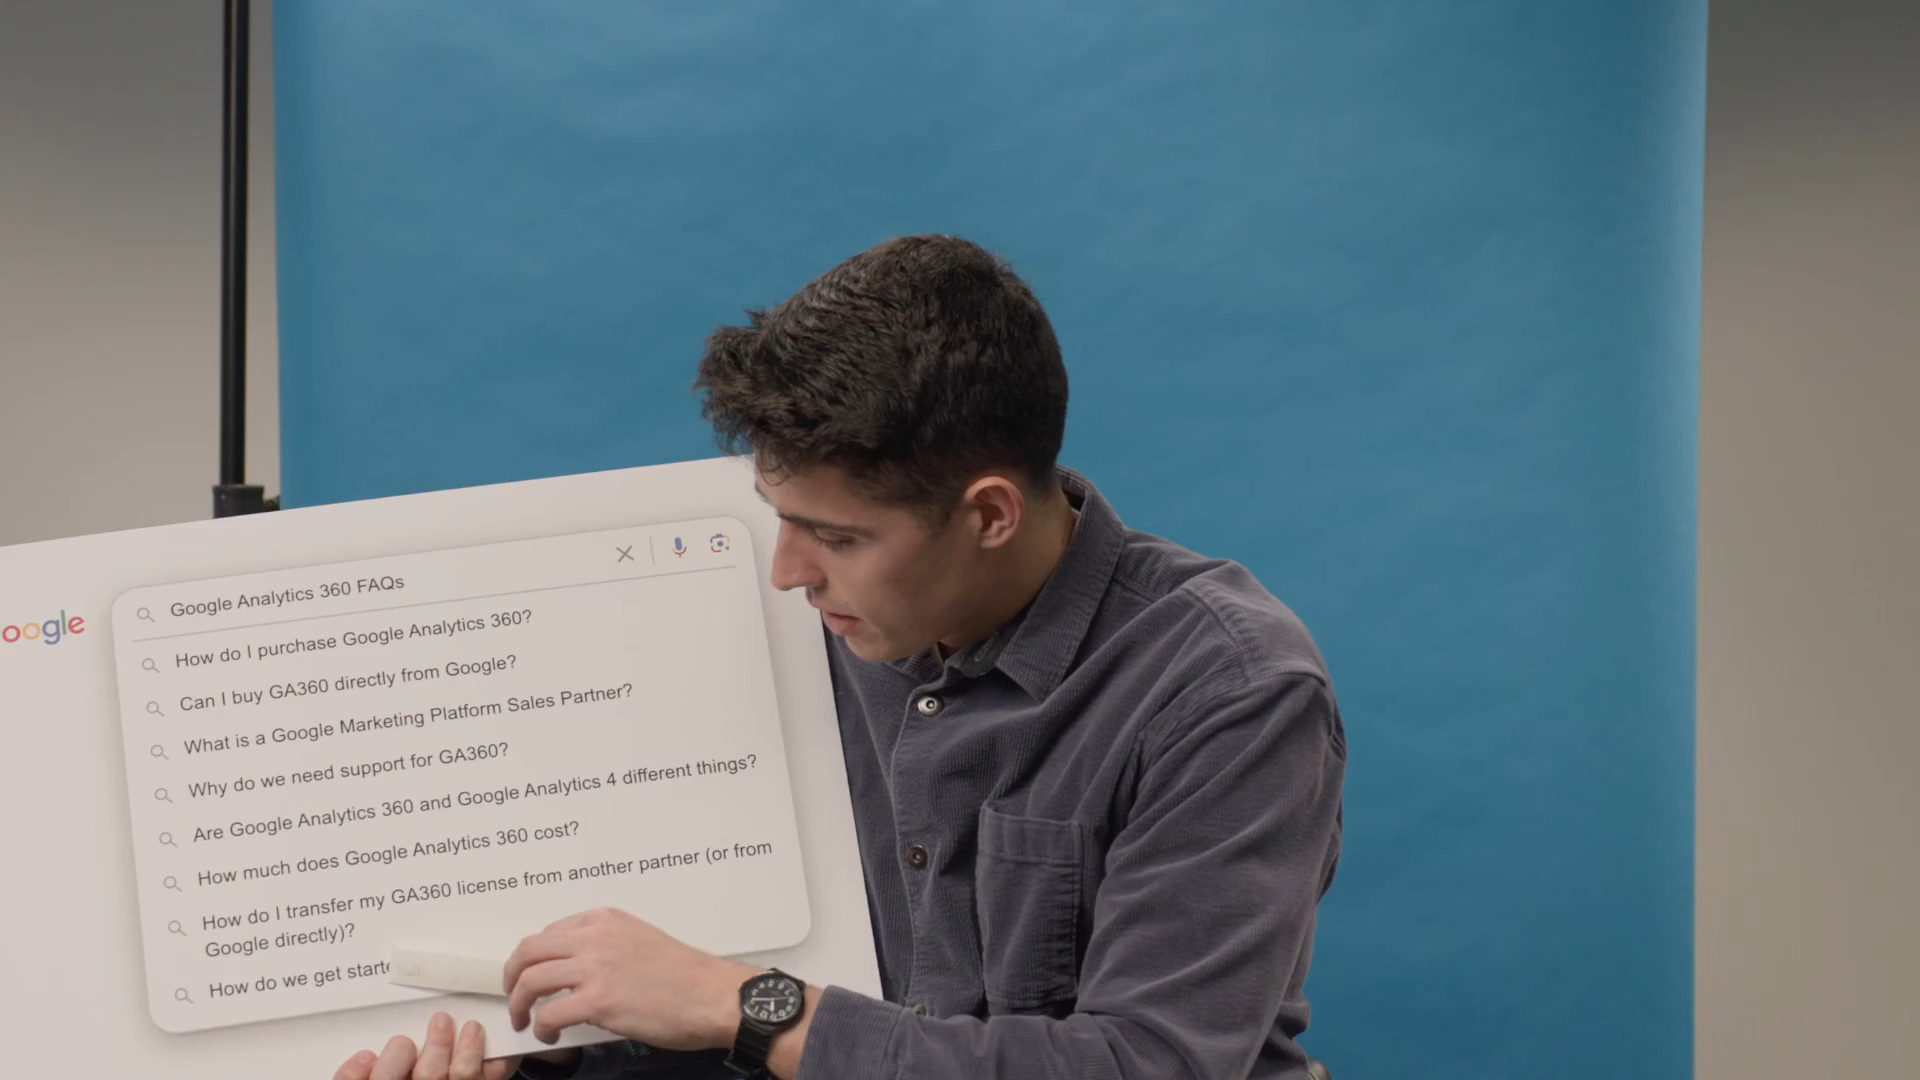 oogle
Google Analytics 360 FAQs
How do I purchase Google Analytics 360?
Can I buy GA360 directly from Google?
What is a Google Marketing Platform Sales Partner?
Why do we need support for GA360?
Are Google Analytics 360 and Google Analytics 4 different things?
How much does Google Analytics 360 cost?
How do I transfer my GA360 license from another partner (or from
Google directly)?
How do we get starte